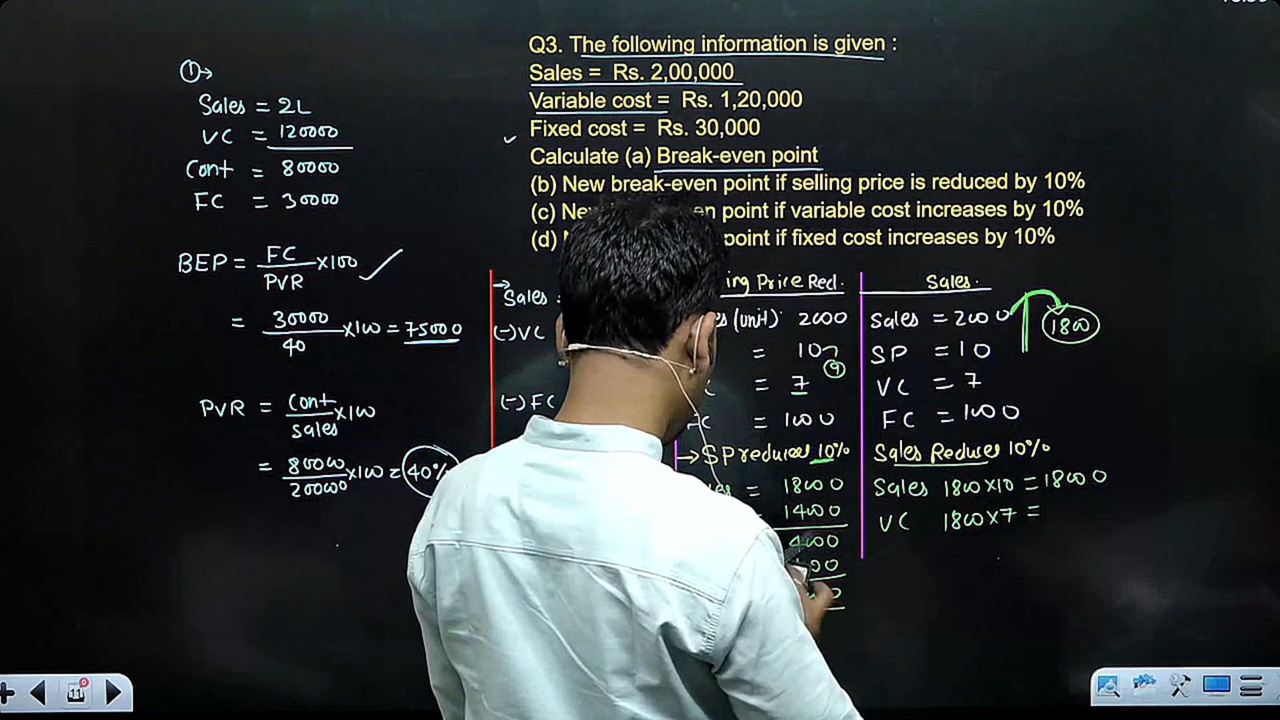 Q3. The following information is given :
Sales = Rs. 2,00,000
Variable cost = Rs. 1,20,000
Fixed cost = Rs. 30,000
Calculate (a) Break-even point
(b) New break-even point if selling price is reduced by 10%
(c) en point if variable cost increases by 10%
(d) point if fixed cost increases by 10%
①→
Sales = 2L
VC = 120000
Cont = 80000
FC = 30000
BEP = FC/PVR ×100
= 30000/40 ×100 = 75000
PVR = Cont/Sales ×100
= 80000/200000 ×100 = 40%
Sales =
(-) VC
(-) FC
ing Price Red.
(unit) 2000
= 10 9
= 7
= 1000
→ SP reduces 10%
= 18000
14000
4000
Sales.
Sales = 2000 1800
SP = 10
VC = 7
FC = 1000
Sales Reduces 10%
Sales 1800×10 = 18000
VC 1800×7 =
11